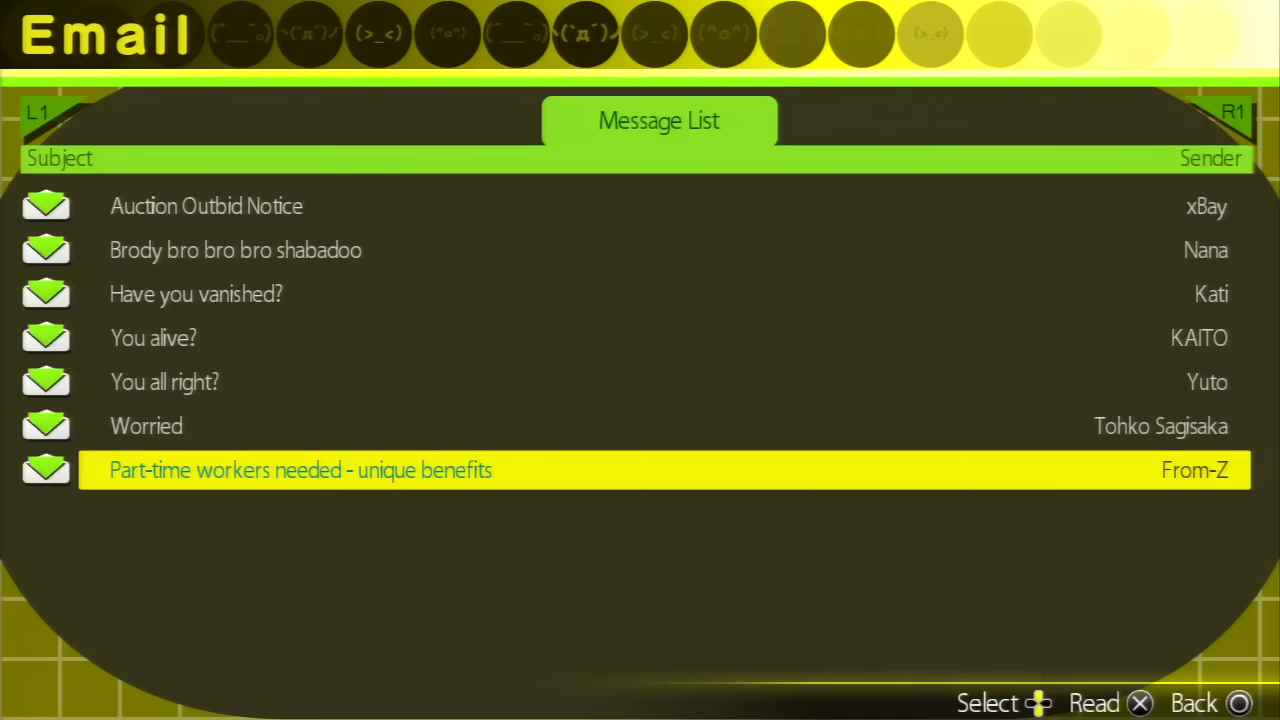 Email
L1
Message List
R1
Subject Sender
Auction Outbid Notice xBay
Brody bro bro bro shabadoo Nana
Have you vanished? Kati
You alive? KAITO
You all right? Yuto
Worried Tohko Sagisaka
Part-time workers needed - unique benefits From-Z
Select Read Back